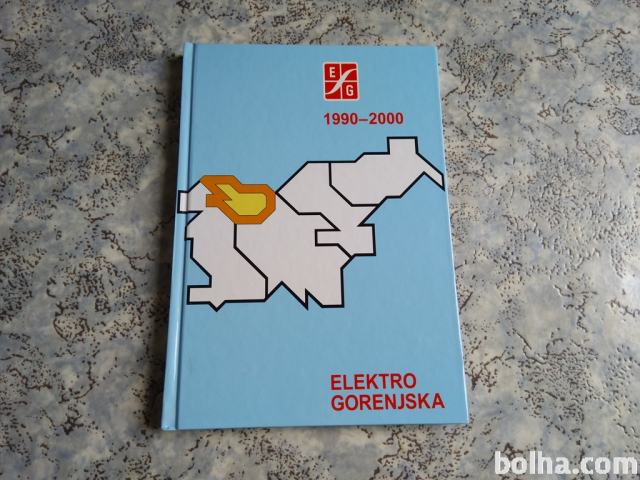 E
G
1990–2000
ELEKTRO
GORENJSKA
bolha.com